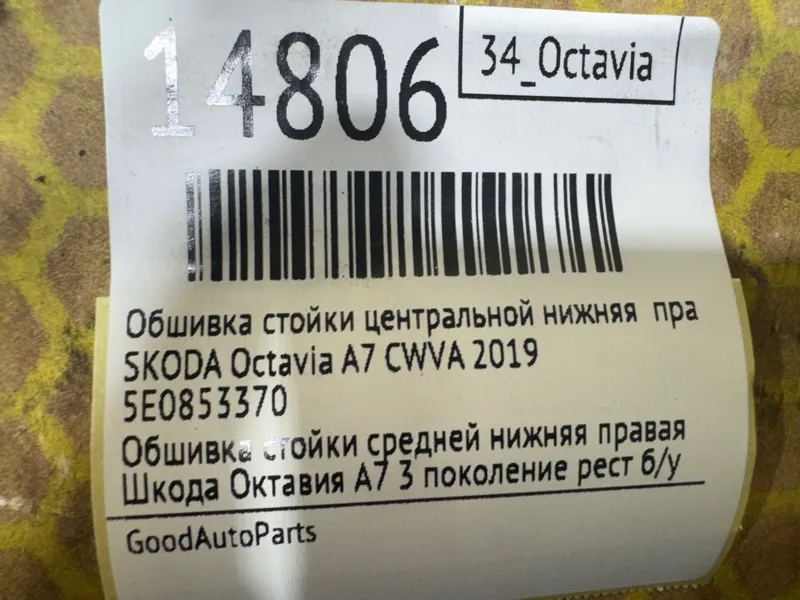 14806
34_Octavia
Обшивка стойки центральной нижняя пра
SKODA Octavia A7 CWVA 2019
5E0853370
Обшивка стойки средней нижняя правая
Шкода Октавия А7 3 поколение рест б/у
GoodAutoParts